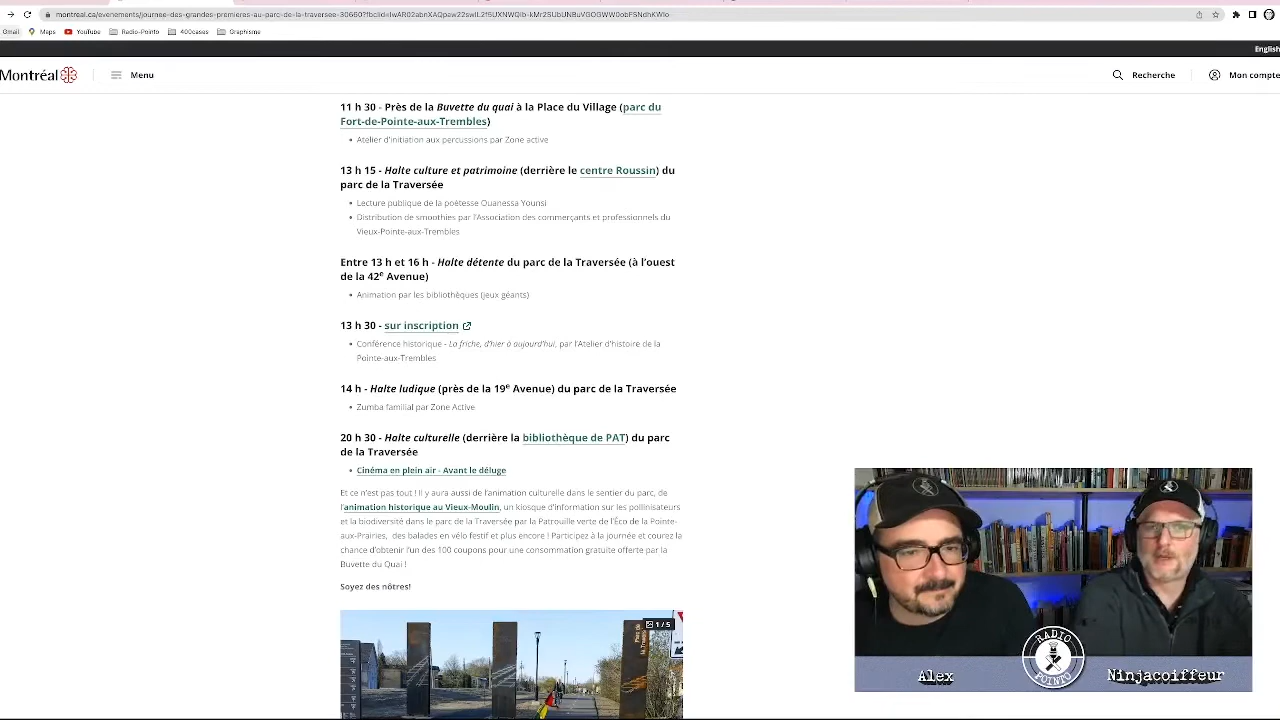 montreal.ca/evenements/journee-des-grandes-premieres-au-parc-de-la-traversee-30660?fbclid=IwAR02abnXAQpaw22swlL2f5UXNWQIb-kMrzSUbUNBuVGOGWW0obFSNdhKWIo
Gmail Maps YouTube Radio-Pointo 400cases Graphisme
English
Montréal Menu Recherche Mon compte
11 h 30 - Près de la Buvette du quai à la Place du Village (parc du
Fort-de-Pointe-aux-Trembles)
Atelier d'initiation aux percussions par Zone active
13 h 15 - Halte culture et patrimoine (derrière le centre Roussin) du
parc de la Traversée
Lecture publique de la poétesse Ouanessa Younsi
Distribution de smoothies par l'Association des commerçants et professionnels du
Vieux-Pointe-aux-Trembles
Entre 13 h et 16 h - Halte détente du parc de la Traversée (à l'ouest
de la 42e Avenue)
Animation par les bibliothèques (jeux géants)
13 h 30 - sur inscription
Conférence historique - La friche, d'hier à aujourd'hui, par l'Atelier d'histoire de la
Pointe-aux-Trembles
14 h - Halte ludique (près de la 19e Avenue) du parc de la Traversée
Zumba familial par Zone Active
20 h 30 - Halte culturelle (derrière la bibliothèque de PAT) du parc
de la Traversée
Cinéma en plein air - Avant le déluge
Et ce n'est pas tout ! Il y aura aussi de l'animation culturelle dans le sentier du parc, de
l'animation historique au Vieux-Moulin, un kiosque d'information sur les pollinisateurs
et la biodiversité dans le parc de la Traversée par la Patrouille verte de l'Éco de la Pointe-
aux-Prairies, des balades en vélo festif et plus encore ! Participez à la journée et courez la
chance d'obtenir l'un des 100 coupons pour une consommation gratuite offerte par la
Buvette du Quai !
Soyez des nôtres!
1 / 5
RADIO
POINTO
Alex
Ninjacoiffeur